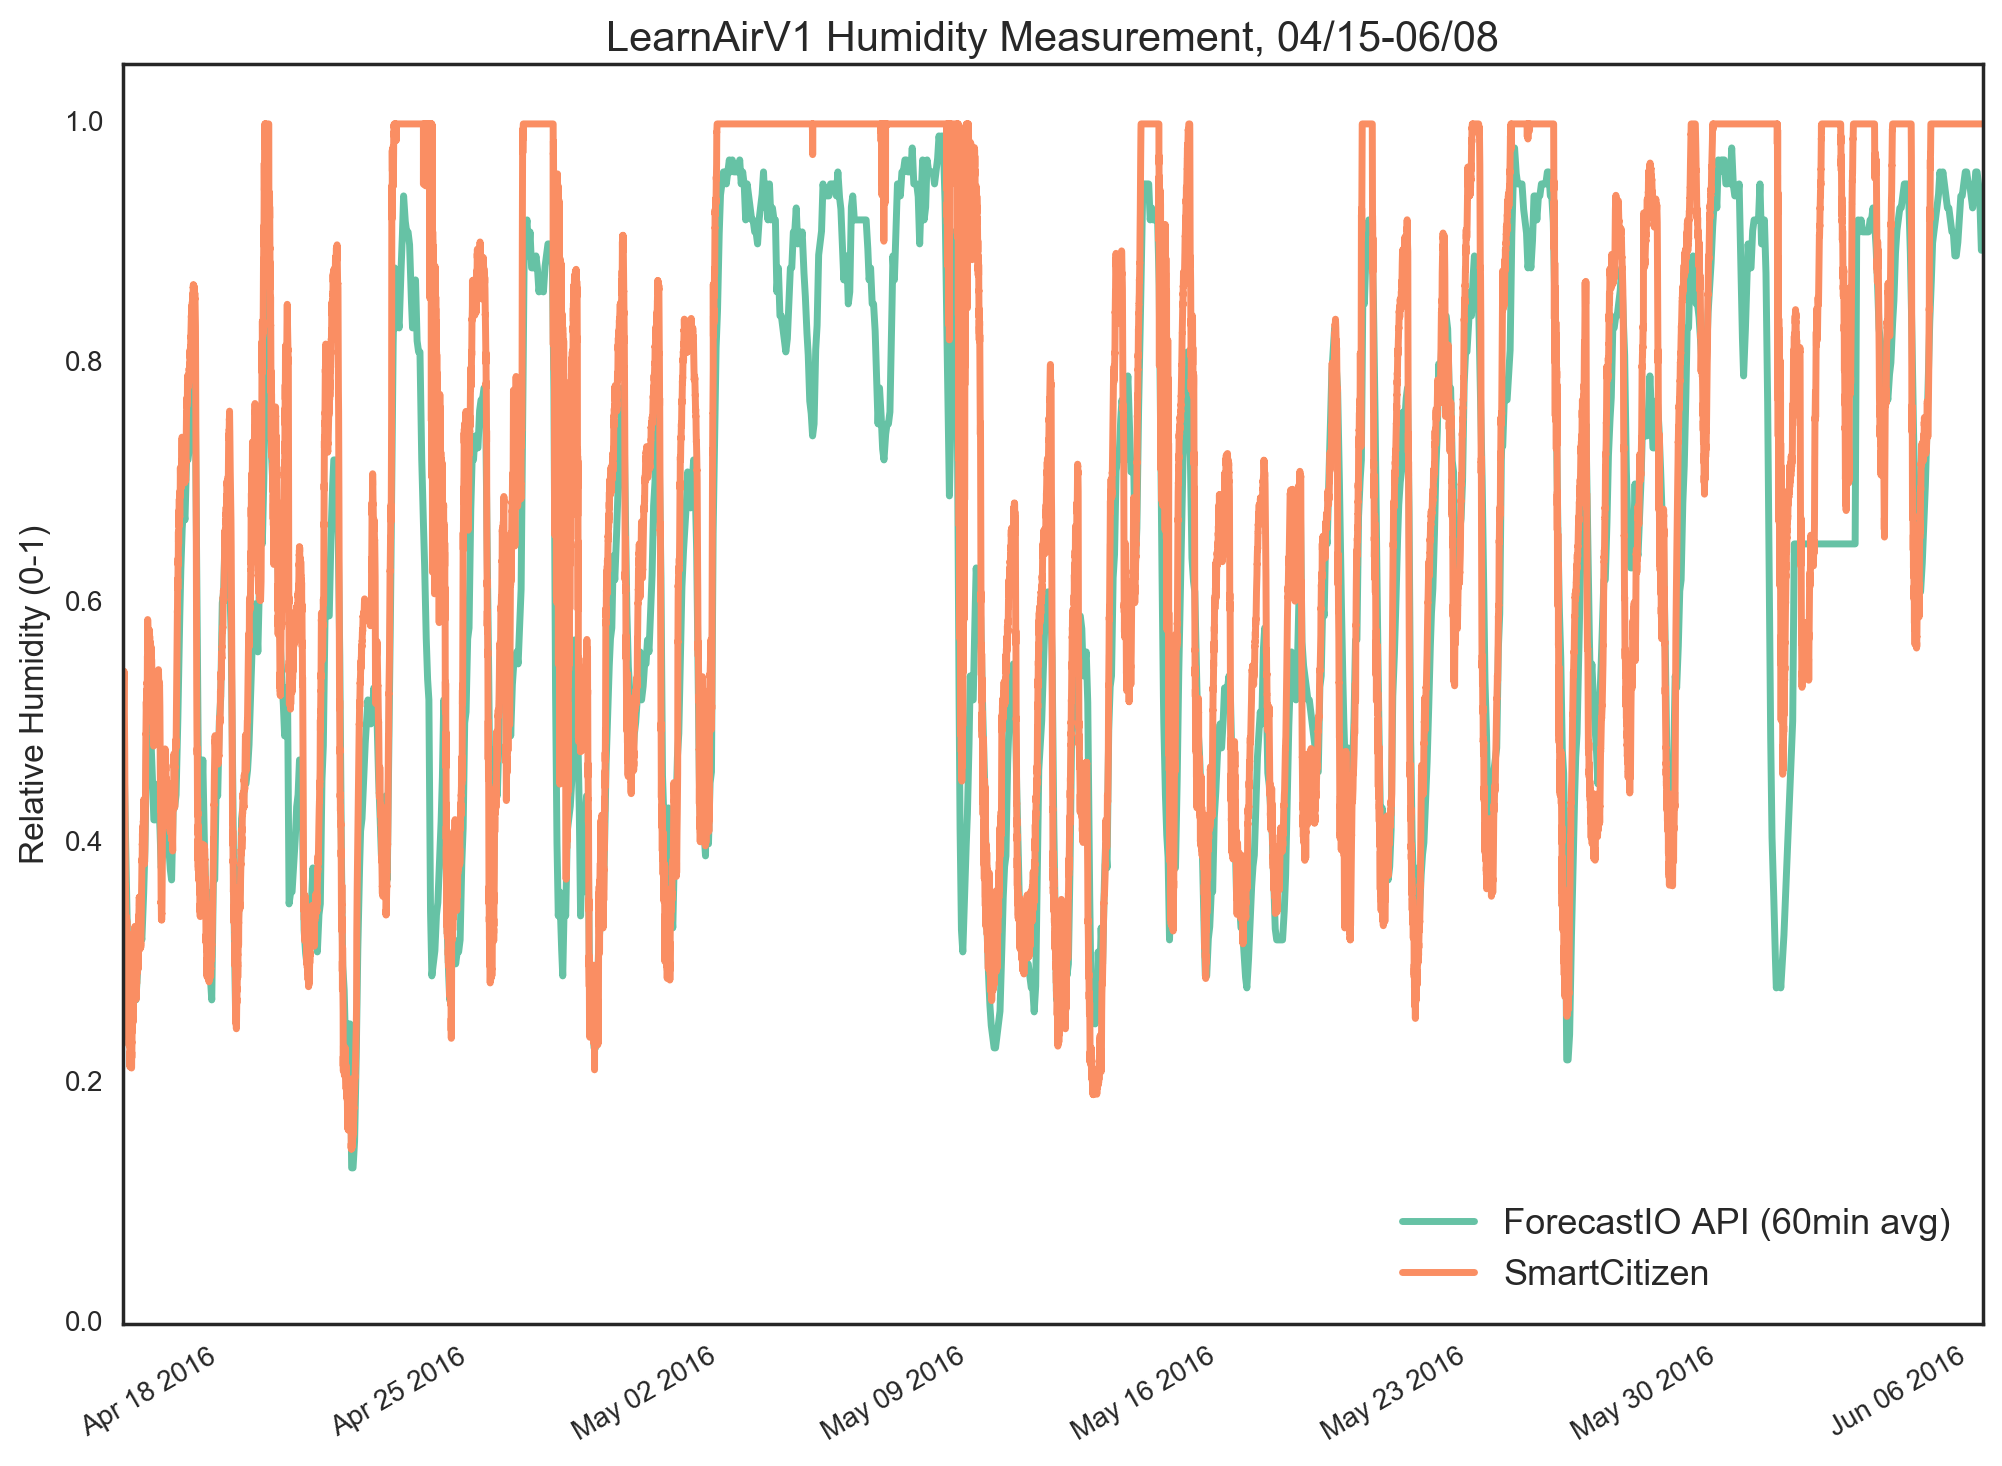 LearnAirV1 Humidity Measurement, 04/15-06/08
Relative Humidity (0-1)
1.0
0.8
0.6
0.4
0.2
0.0
ForecastIO API (60min avg)
SmartCitizen
Apr 18 2016
Apr 25 2016
May 02 2016
May 09 2016
May 16 2016
May 23 2016
May 30 2016
Jun 06 2016